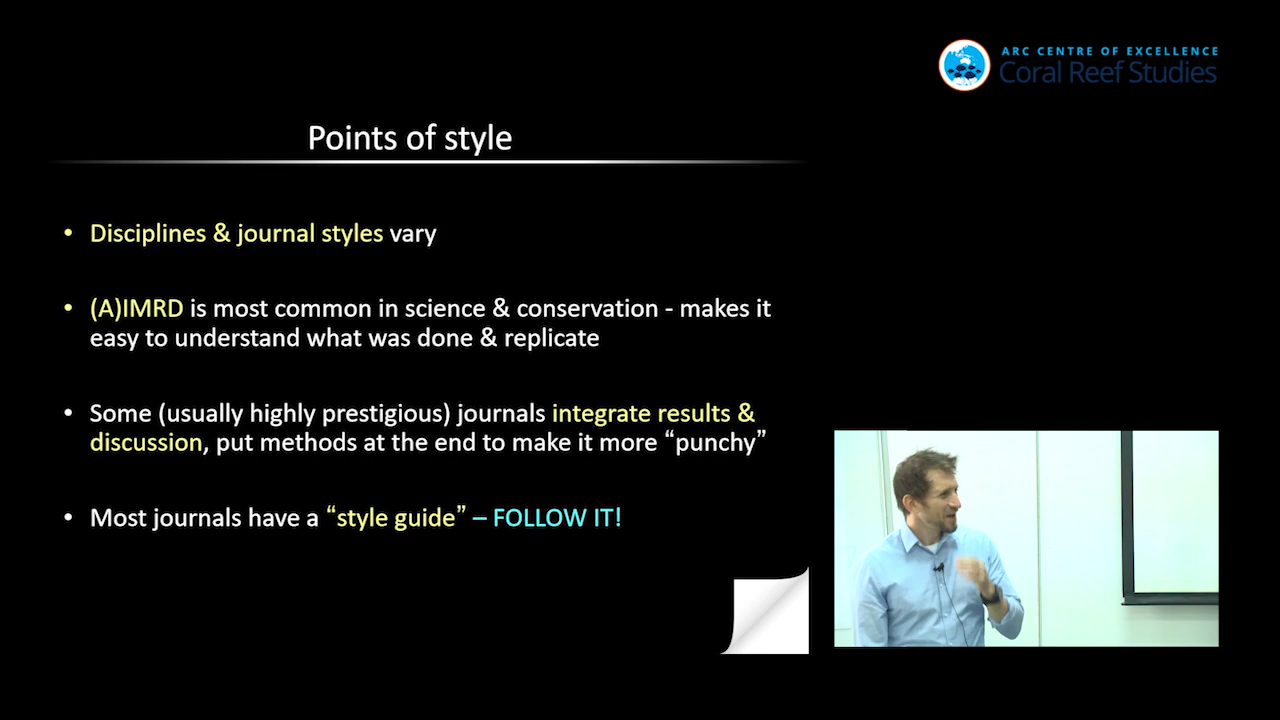 ARC CENTRE OF EXCELLENCE
Coral Reef Studies
Points of style
• Disciplines & journal styles vary
• (A)IMRD is most common in science & conservation - makes it
easy to understand what was done & replicate
• Some (usually highly prestigious) journals integrate results &
discussion, put methods at the end to make it more “punchy”
• Most journals have a “style guide” – FOLLOW IT!